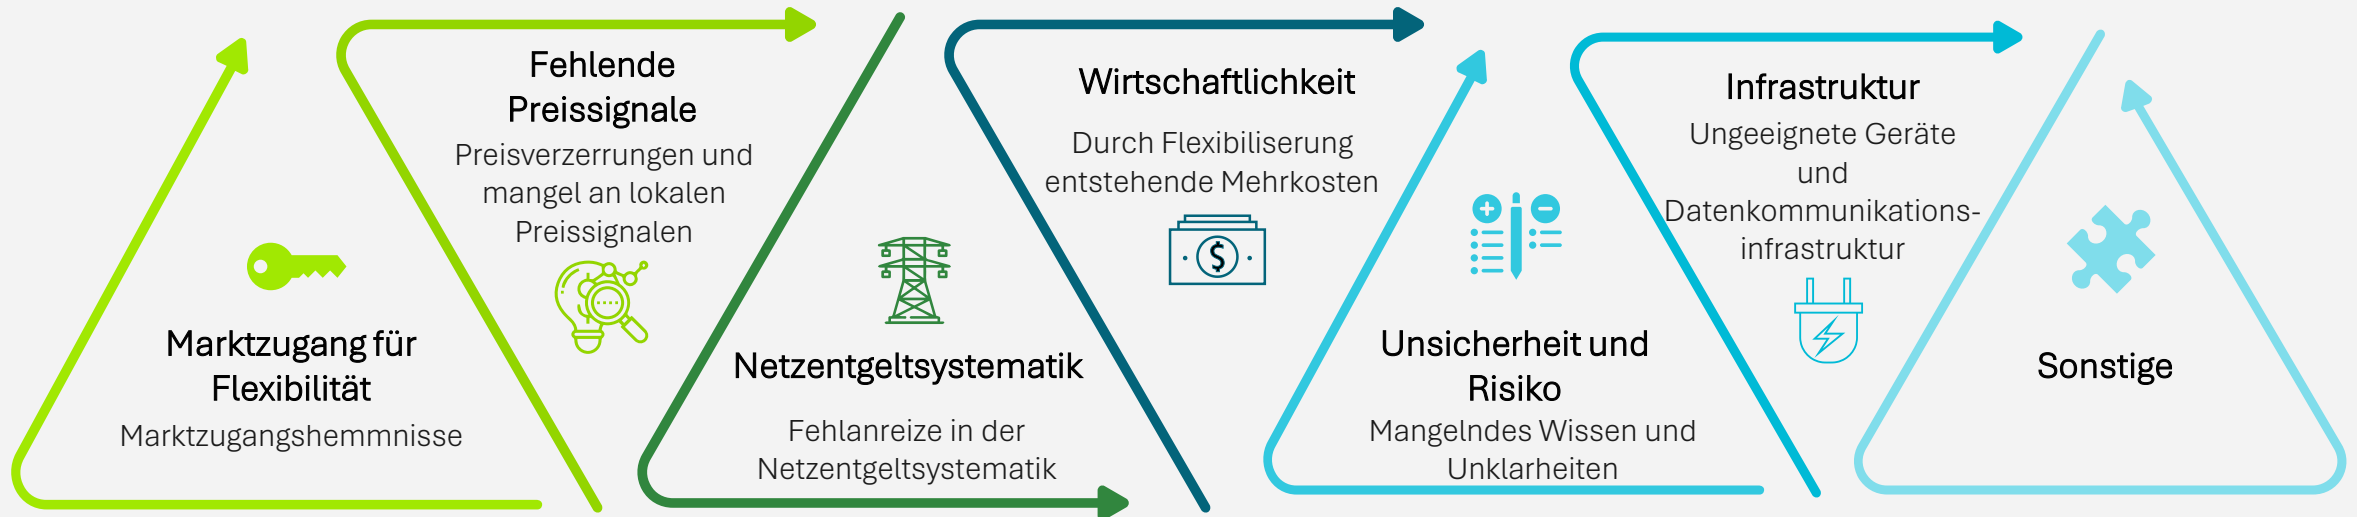 Marktzugang für
Flexibilität
Marktzugangshemmnisse
Fehlende
Preissignale
Preisverzerrungen und
mangel an lokalen
Preissignalen
Netzentgeltsystematik
Fehlanreize in der
Netzentgeltsystematik
Wirtschaftlichkeit
Durch Flexibiliserung
entstehende Mehrkosten
$
Unsicherheit und
Risiko
Mangelndes Wissen und
Unklarheiten
Infrastruktur
Ungeeignete Geräte
und
Datenkommunikations-
infrastruktur
Sonstige